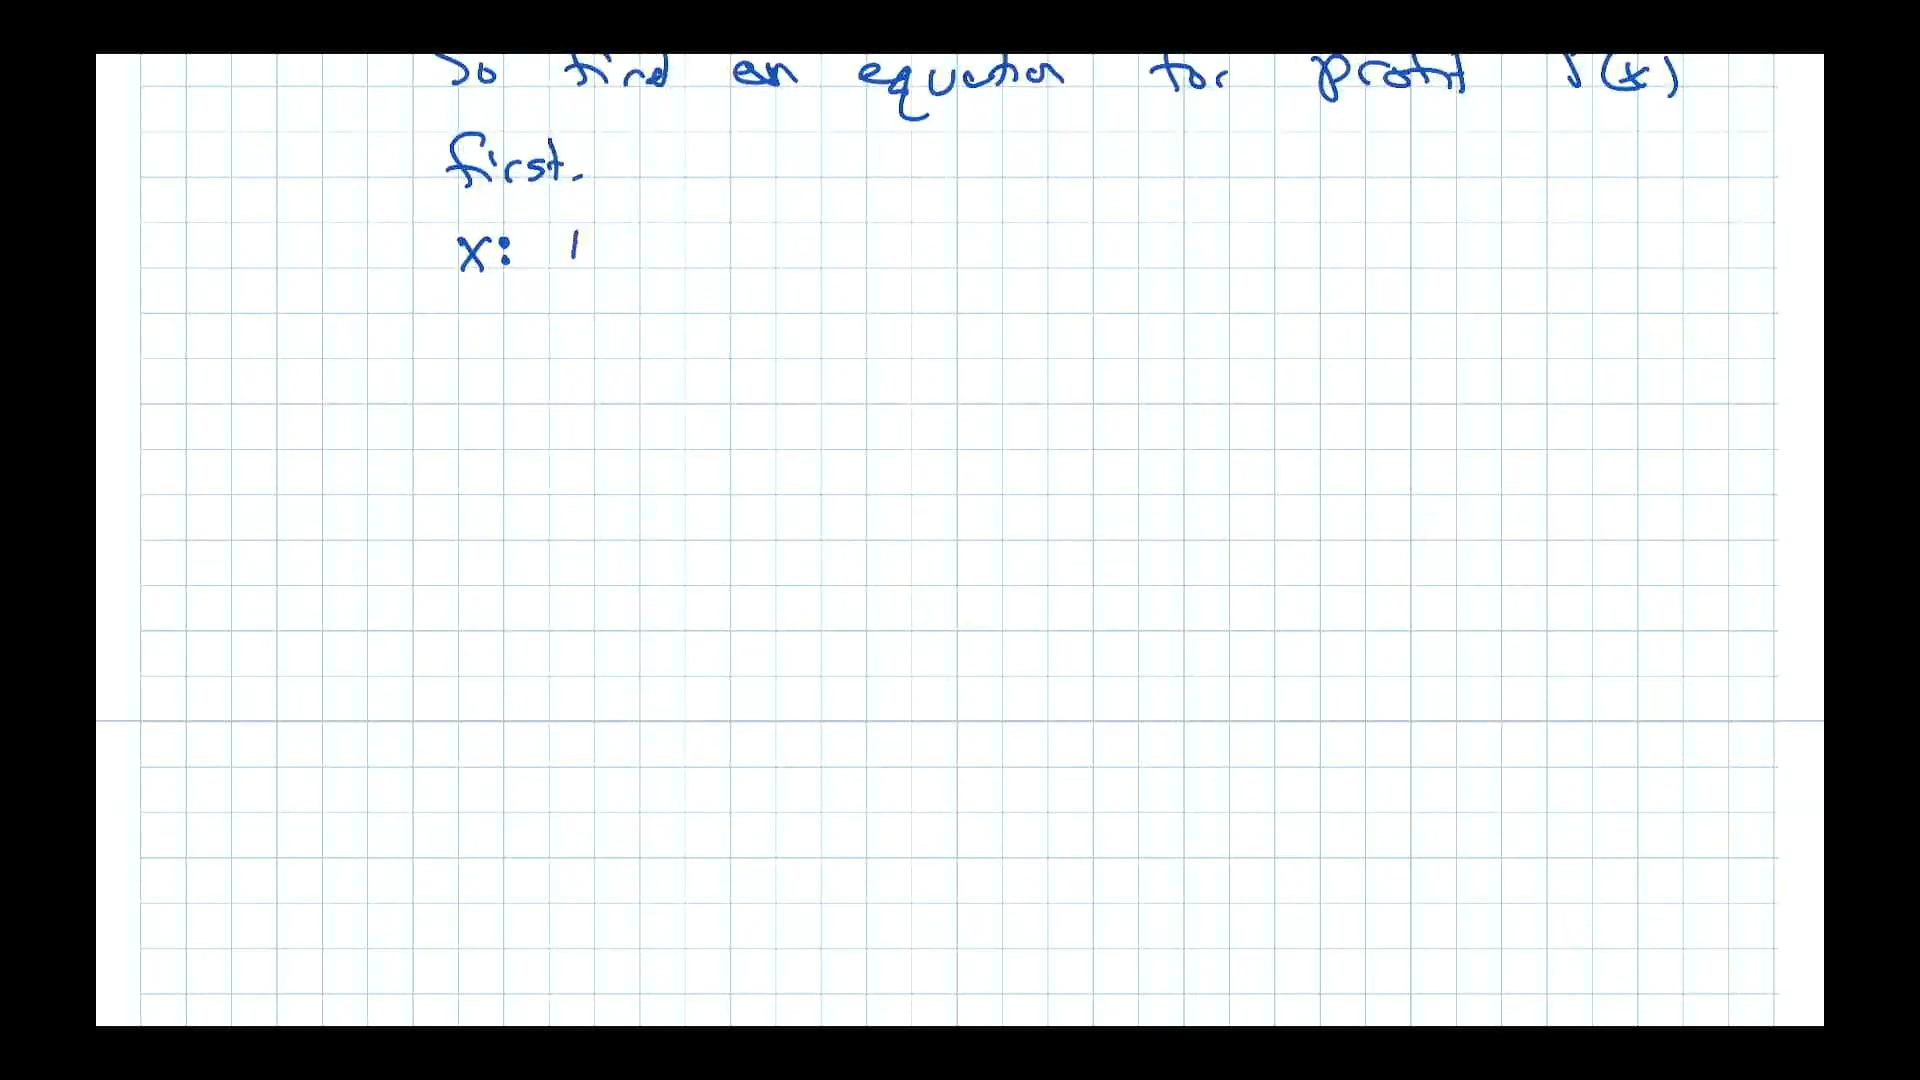 So find an equation for profit f(x)
first.
x: 1